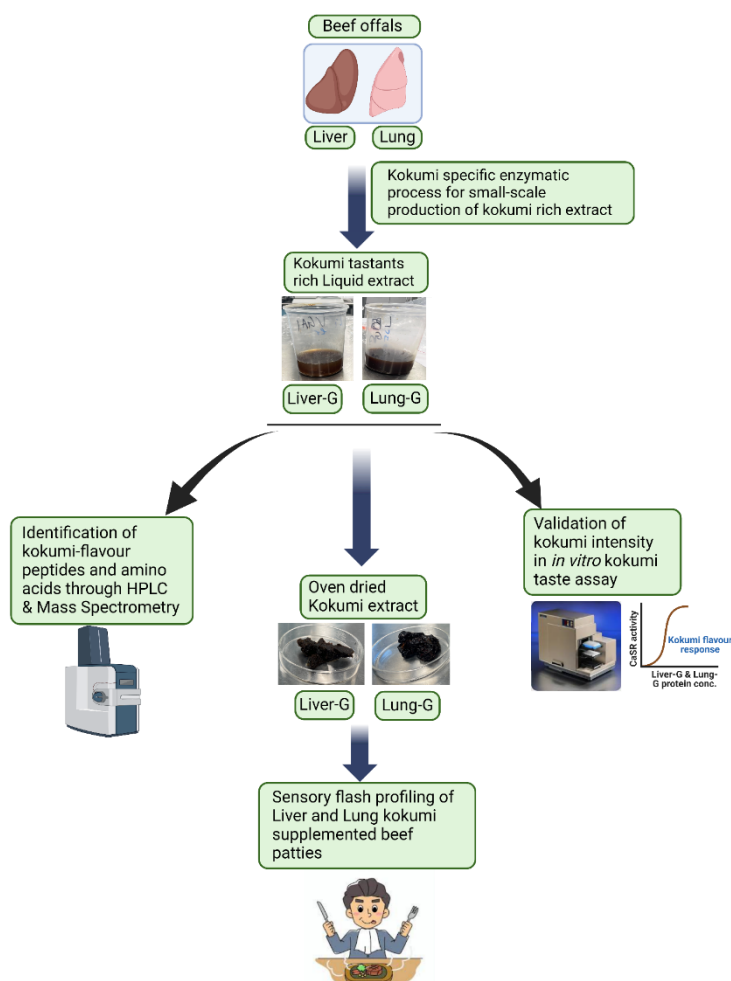 Beef offals
Liver
Lung
Kokumi specific enzymatic
process for small-scale
production of kokumi rich extract
Kokumi tastants
rich Liquid extract
Liver-G
Lung-G
Identification of
kokumi-flavour
peptides and amino
acids through HPLC
& Mass Spectrometry
Oven dried
Kokumi extract
Liver-G
Lung-G
Validation of
kokumi intensity
in in vitro kokumi
taste assay
CaSR activity
Kokumi flavour
response
Liver-G & Lung-
G protein conc.
Sensory flash profiling of
Liver and Lung kokumi
supplemented beef
patties